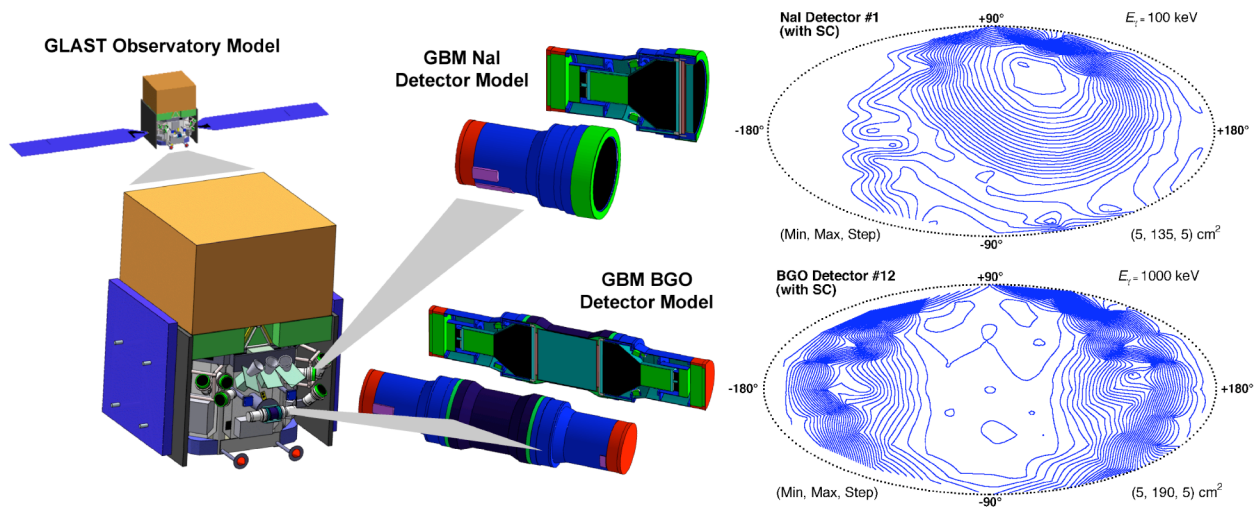 GLAST Observatory Model
GBM NaI
Detector Model
GBM BGO
Detector Model
NaI Detector #1
(with SC)
+90°
Eγ = 100 keV
-180°
+180°
(Min, Max, Step)
-90°
(5, 135, 5) cm²
BGO Detector #12
(with SC)
+90°
Eγ = 1000 keV
-180°
+180°
(Min, Max, Step)
-90°
(5, 190, 5) cm²